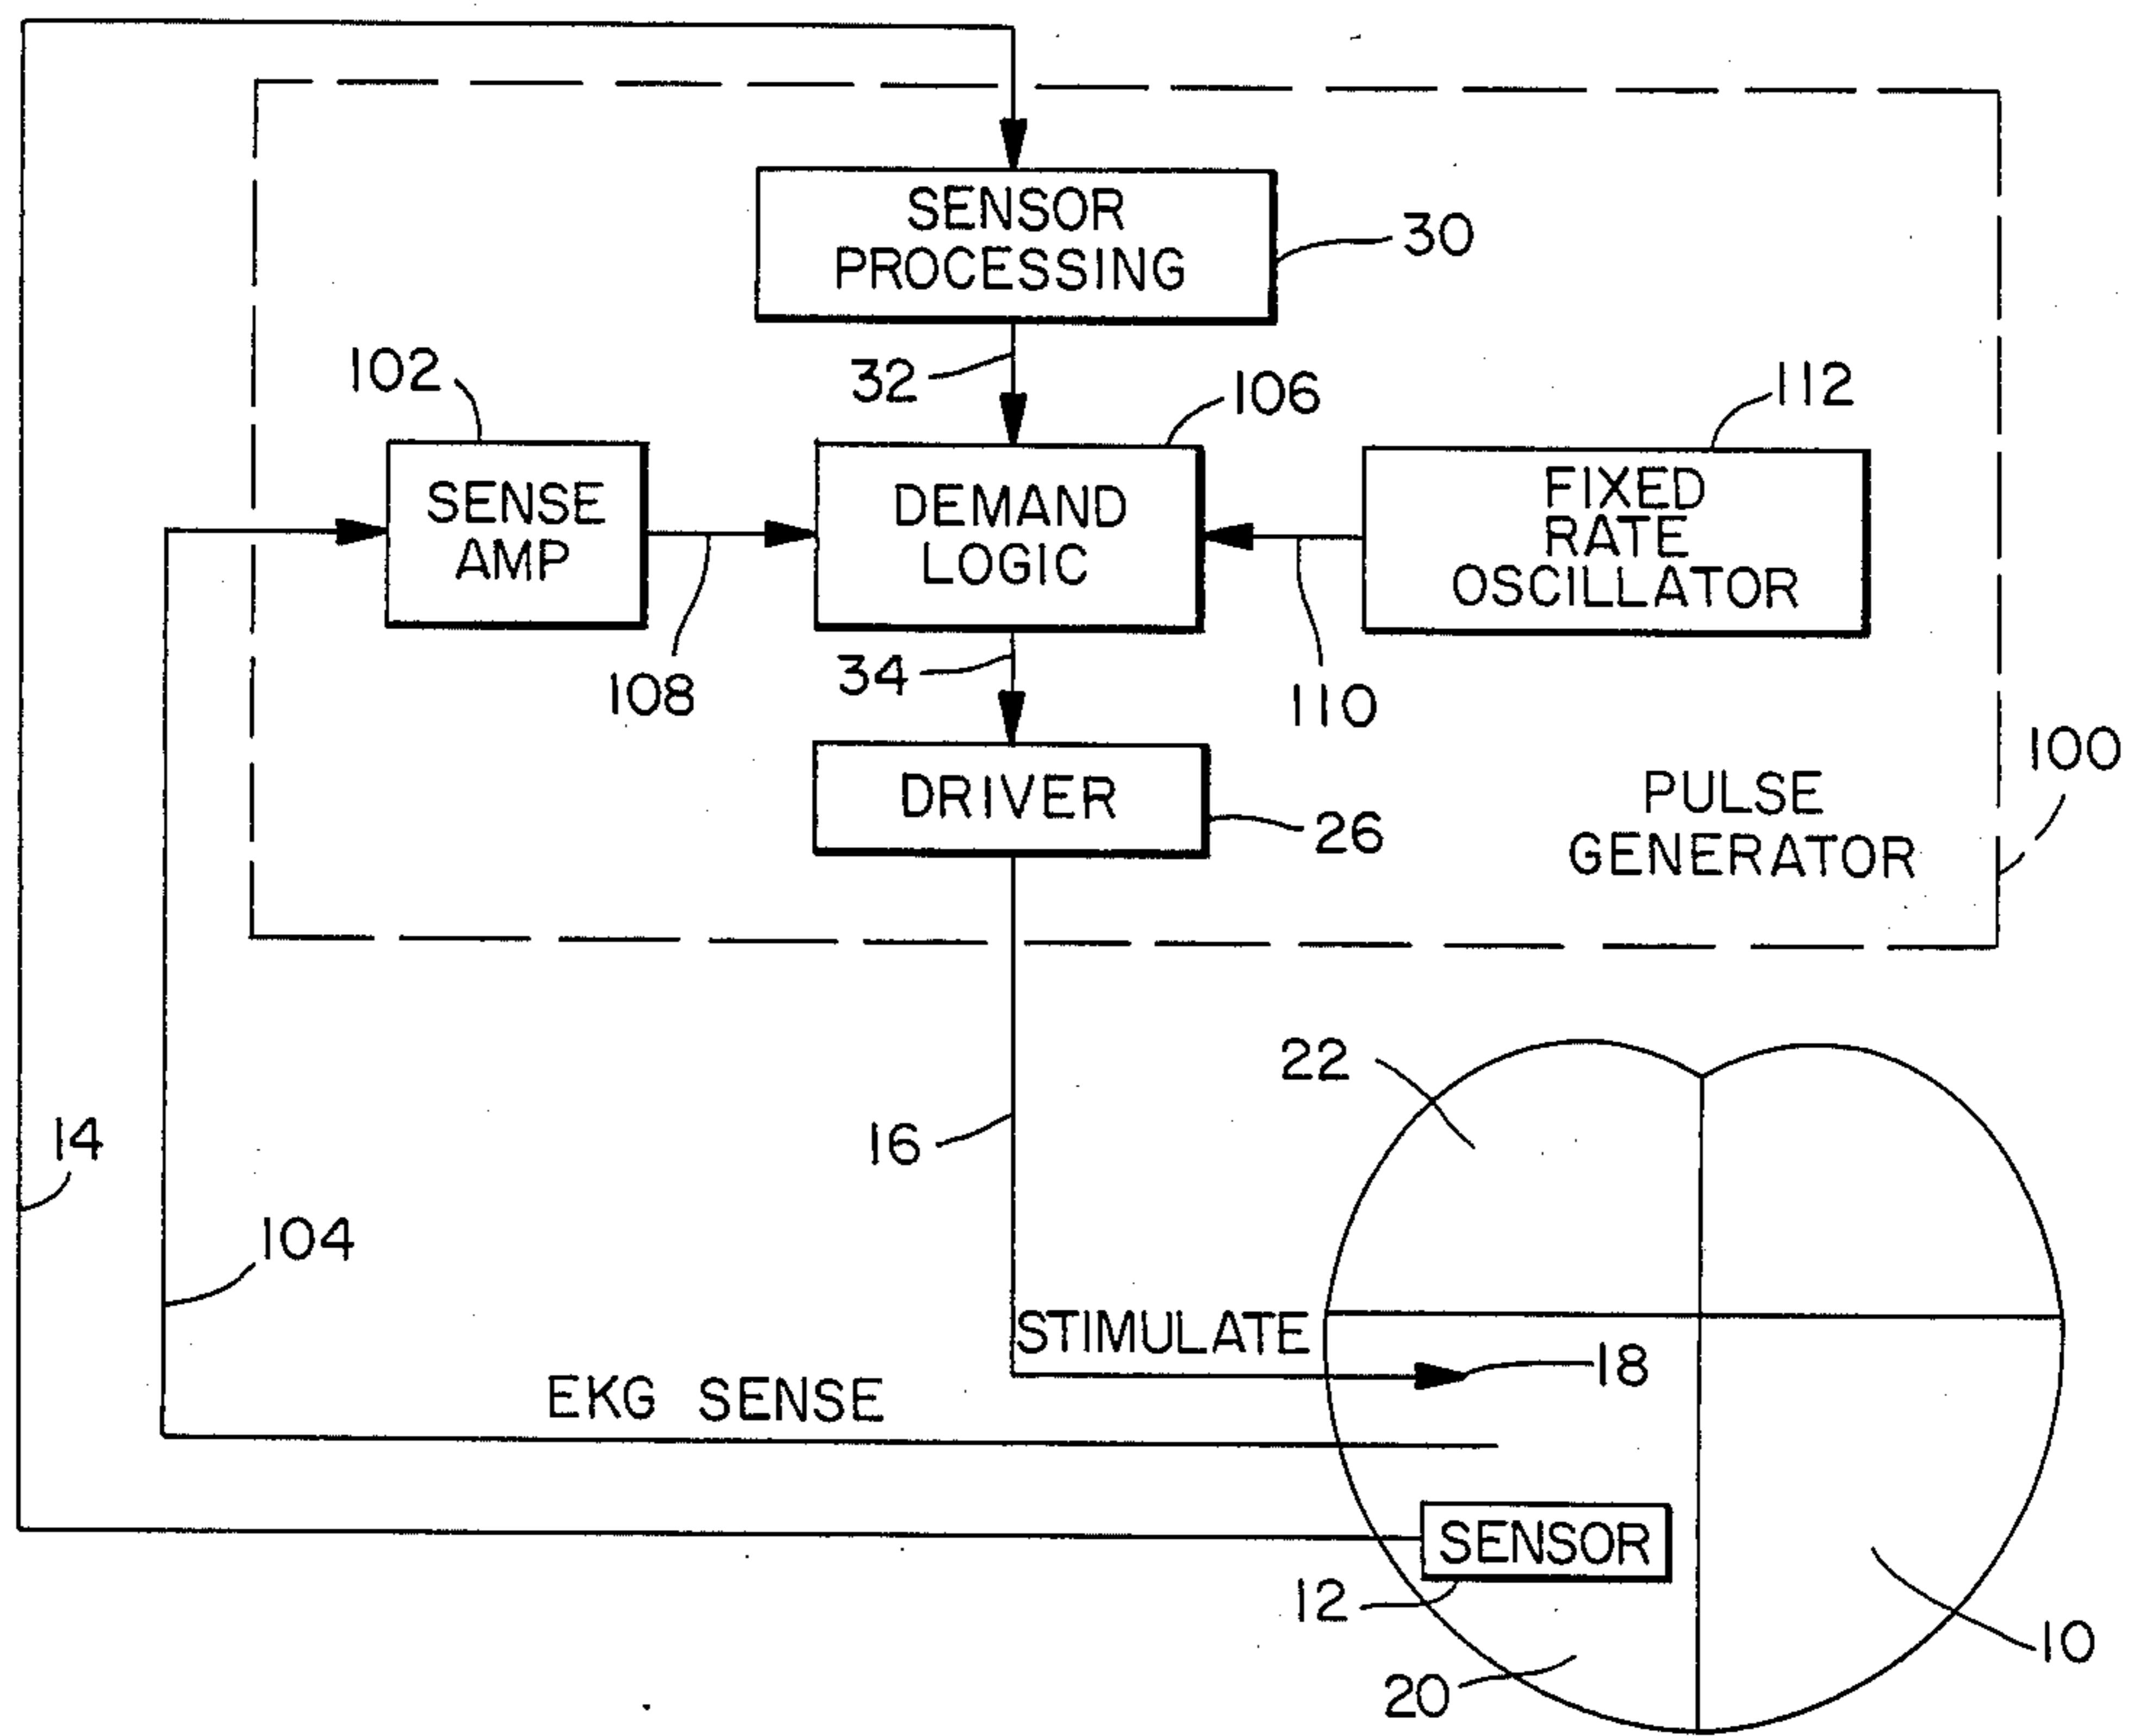 SENSOR
PROCESSING
30
32
102
106
112
SENSE
AMP
DEMAND
LOGIC
FIXED
RATE
OSCILLATOR
108
34
110
100
DRIVER
26
PULSE
GENERATOR
22
16
14
104
STIMULATE
18
EKG SENSE
SENSOR
12
10
20